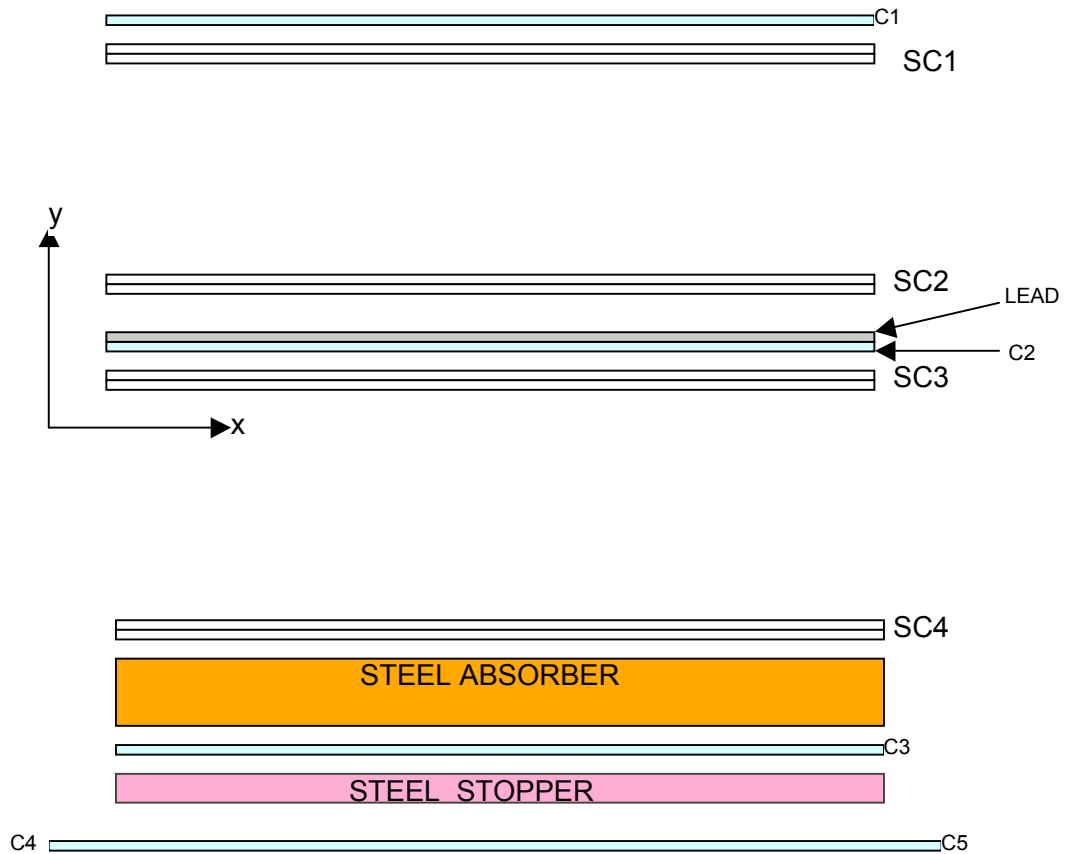 C1
SC1
y
SC2
LEAD
C2
SC3
x
SC4
STEEL ABSORBER
C3
STEEL STOPPER
C4
C5